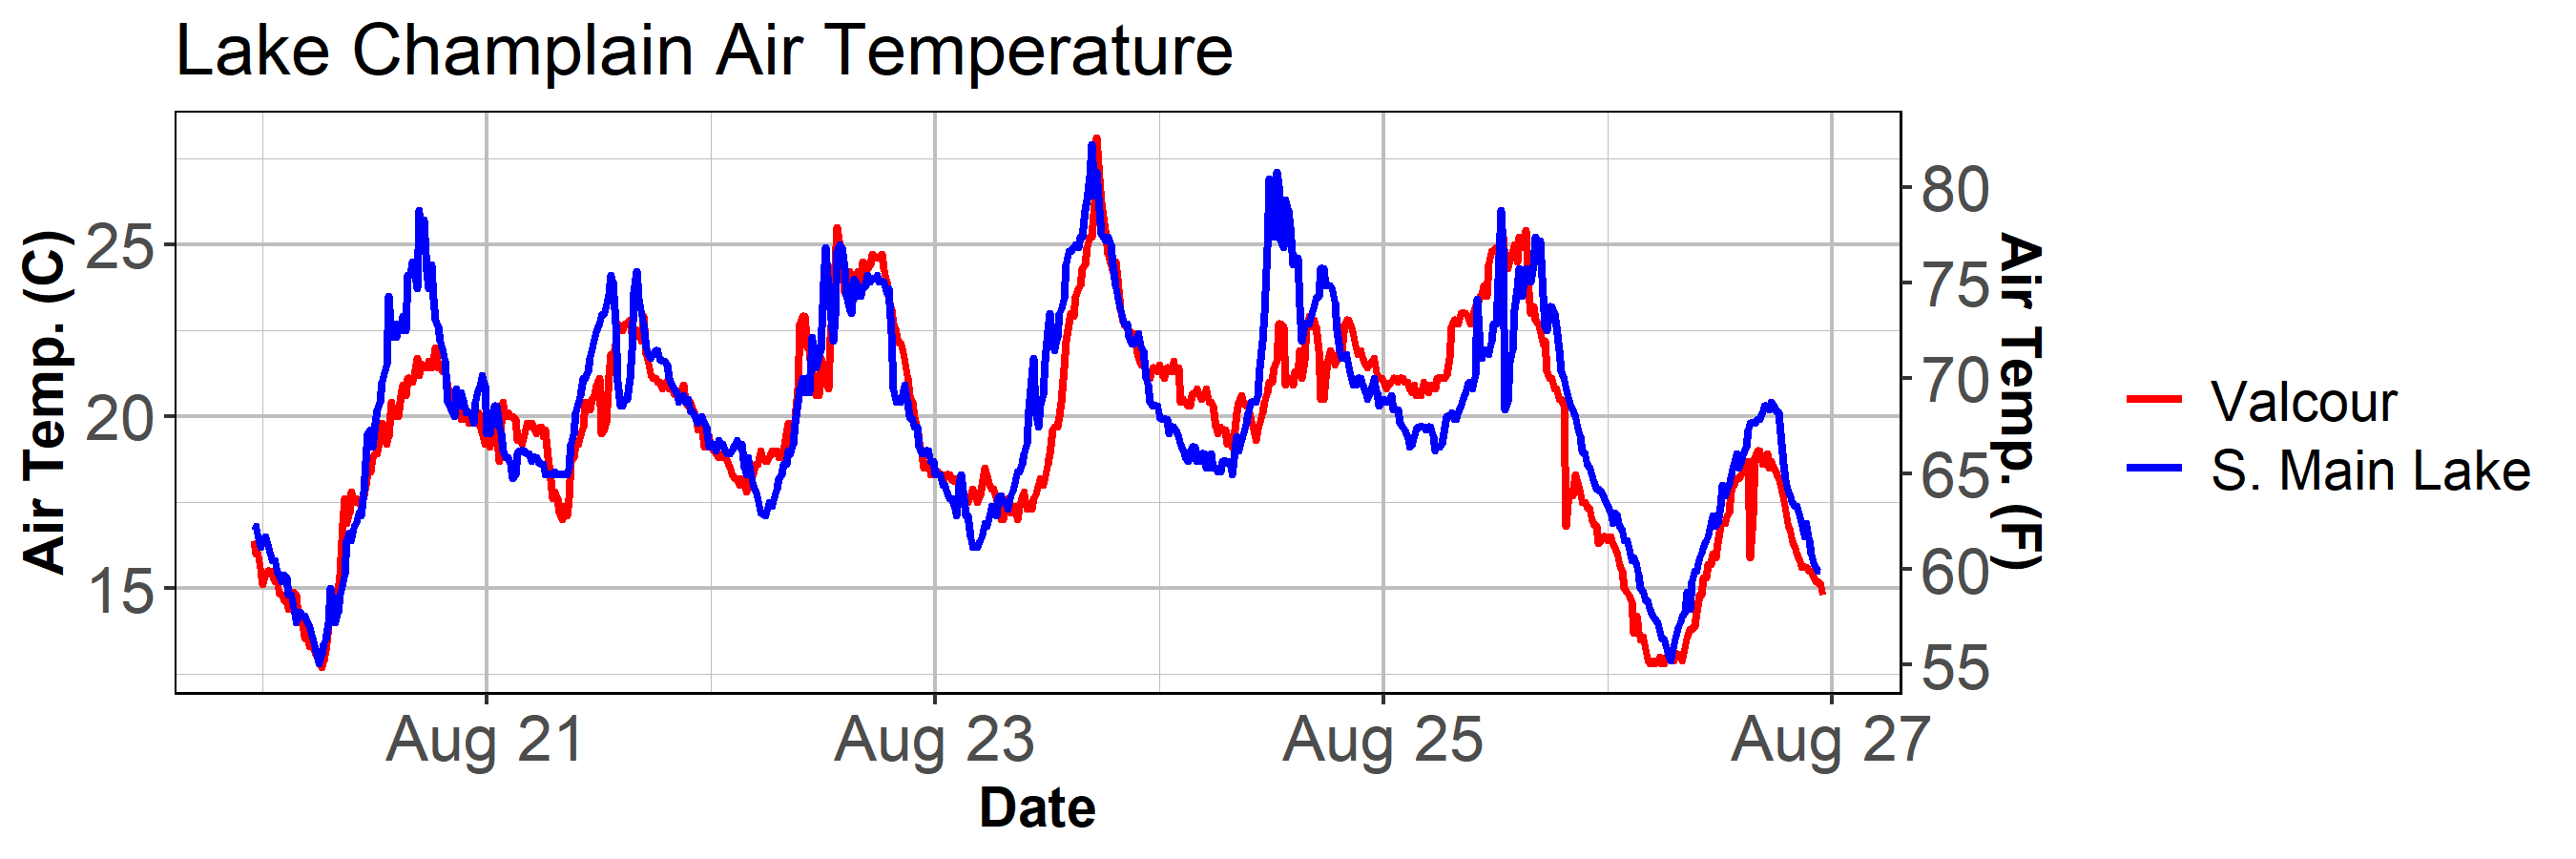 Lake Champlain Air Temperature
Air Temp. (C)
25
20
15
80
75
70
65
60
55
Air Temp. (F)
Aug 21
Aug 23
Aug 25
Aug 27
Date
Valcour
S. Main Lake